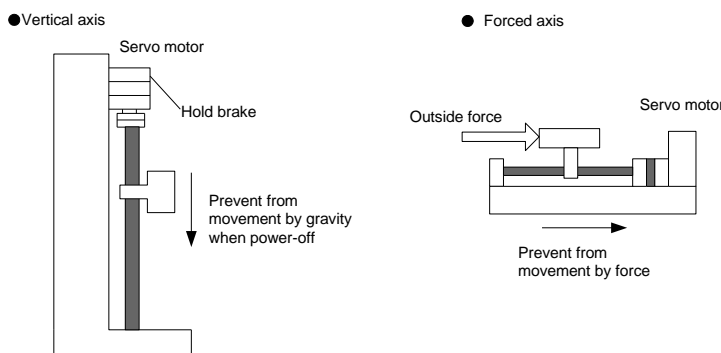 ●Vertical axis
Servo motor
Hold brake
Prevent from
movement by gravity
when power-off
● Forced axis
Servo motor
Outside force
Prevent from
movement by force